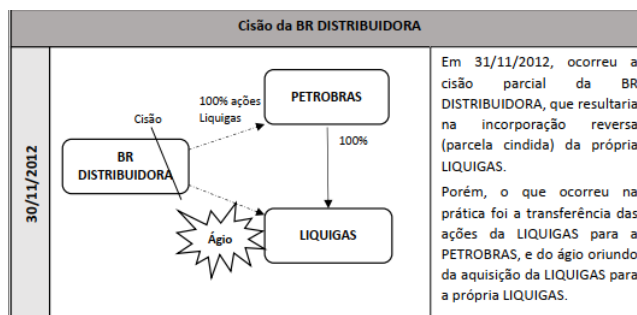 Cisão da BR DISTRIBUIDORA
30/11/2012
Cisão
100% ações
Liquigas
PETROBRAS
100%
BR
DISTRIBUIDORA
Ágio
LIQUIGAS
Em 31/11/2012, ocorreu a
cisão parcial da BR
DISTRIBUIDORA, que resultaria
na incorporação reversa
(parcela cindida) da própria
LIQUIGAS.
Porém, o que ocorreu na
prática foi a transferência das
ações da LIQUIGAS para a
PETROBRAS, e do ágio oriundo
da aquisição da LIQUIGAS para
a própria LIQUIGAS.